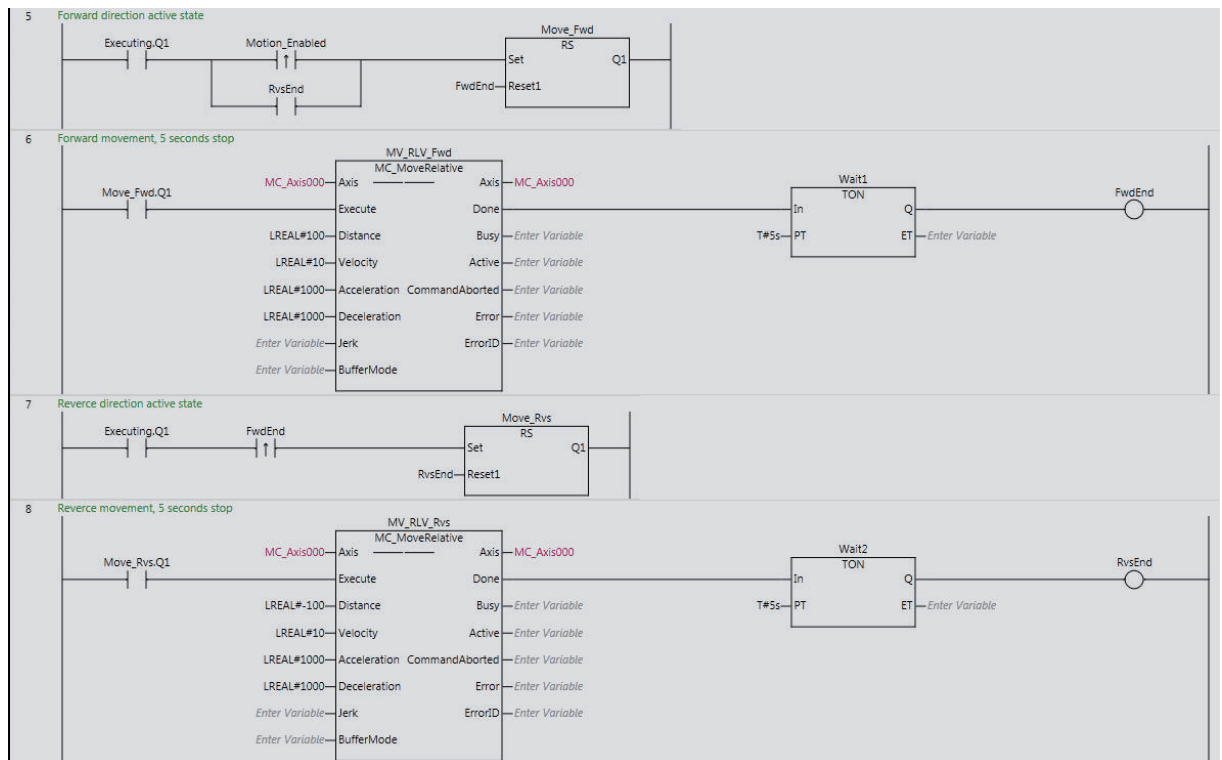 5 Forward direction active state
Move_Fwd
Executing.Q1 Motion_Enabled RS
Set Q1
RvsEnd
FwdEnd Reset1
6 Forward movement, 5 seconds stop
MV_RLV_Fwd
MC_MoveRelative
MC_Axis000 Axis Axis MC_Axis000 Wait1
Move_Fwd.Q1 TON FwdEnd
Execute Done In Q
LREAL#100 Distance Busy Enter Variable T#5s PT ET Enter Variable
LREAL#10 Velocity Active Enter Variable
LREAL#1000 Acceleration CommandAborted Enter Variable
LREAL#1000 Deceleration Error Enter Variable
Enter Variable Jerk ErrorID Enter Variable
Enter Variable BufferMode
7 Reverce direction active state
Move_Rvs
Executing.Q1 FwdEnd RS
Set Q1
RvsEnd Reset1
8 Reverce movement, 5 seconds stop
MV_RLV_Rvs
MC_MoveRelative
MC_Axis000 Axis Axis MC_Axis000 Wait2
Move_Rvs.Q1 TON RvsEnd
Execute Done In Q
LREAL#-100 Distance Busy Enter Variable T#5s PT ET Enter Variable
LREAL#10 Velocity Active Enter Variable
LREAL#1000 Acceleration CommandAborted Enter Variable
LREAL#1000 Deceleration Error Enter Variable
Enter Variable Jerk ErrorID Enter Variable
Enter Variable BufferMode